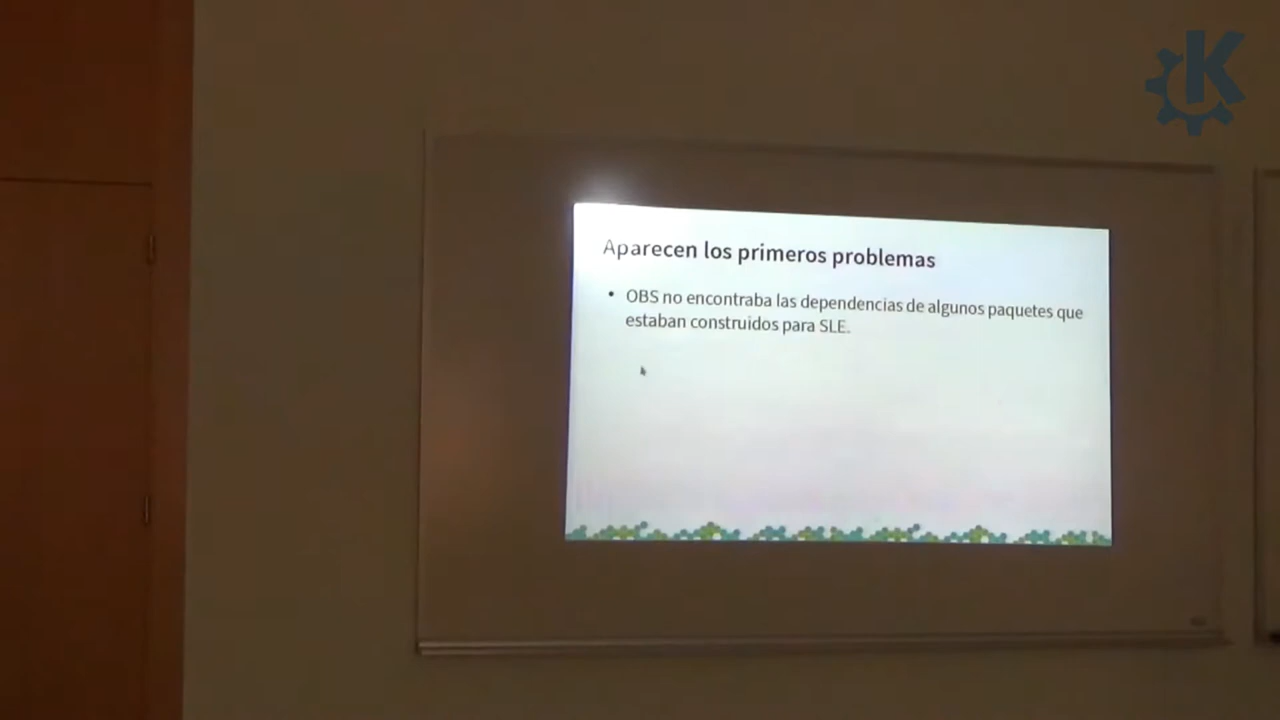 Aparecen los primeros problemas
• OBS no encontraba las dependencias de algunos paquetes que
estaban construidos para SLE.